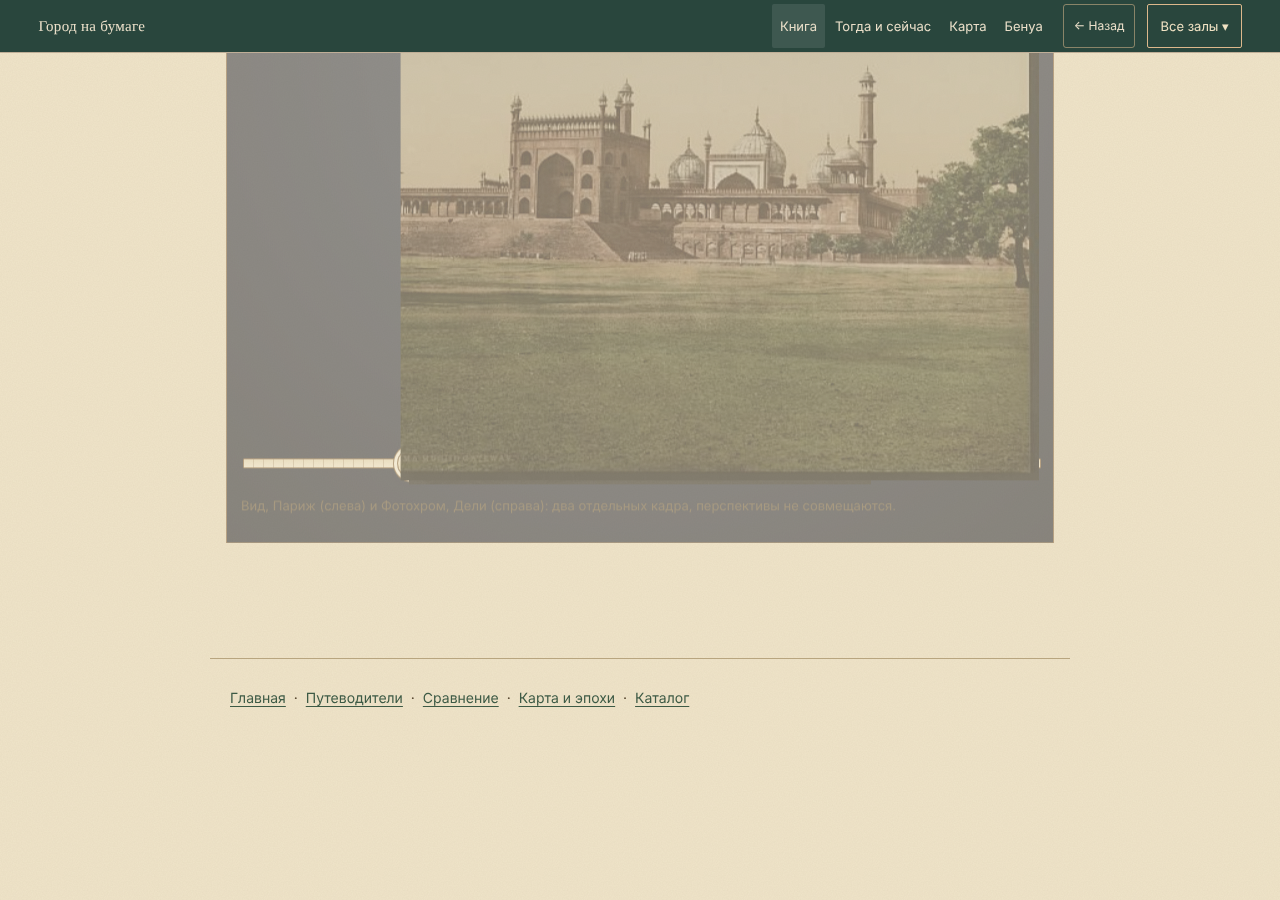 Город на бумаге
Книга Тогда и сейчас Карта Бенуа ← Назад Все залы ▾
Вид, Париж (слева) и Фотохром, Дели (справа): два отдельных кадра, перспективы не совмещаются.
Главная · Путеводители · Сравнение · Карта и эпохи · Каталог